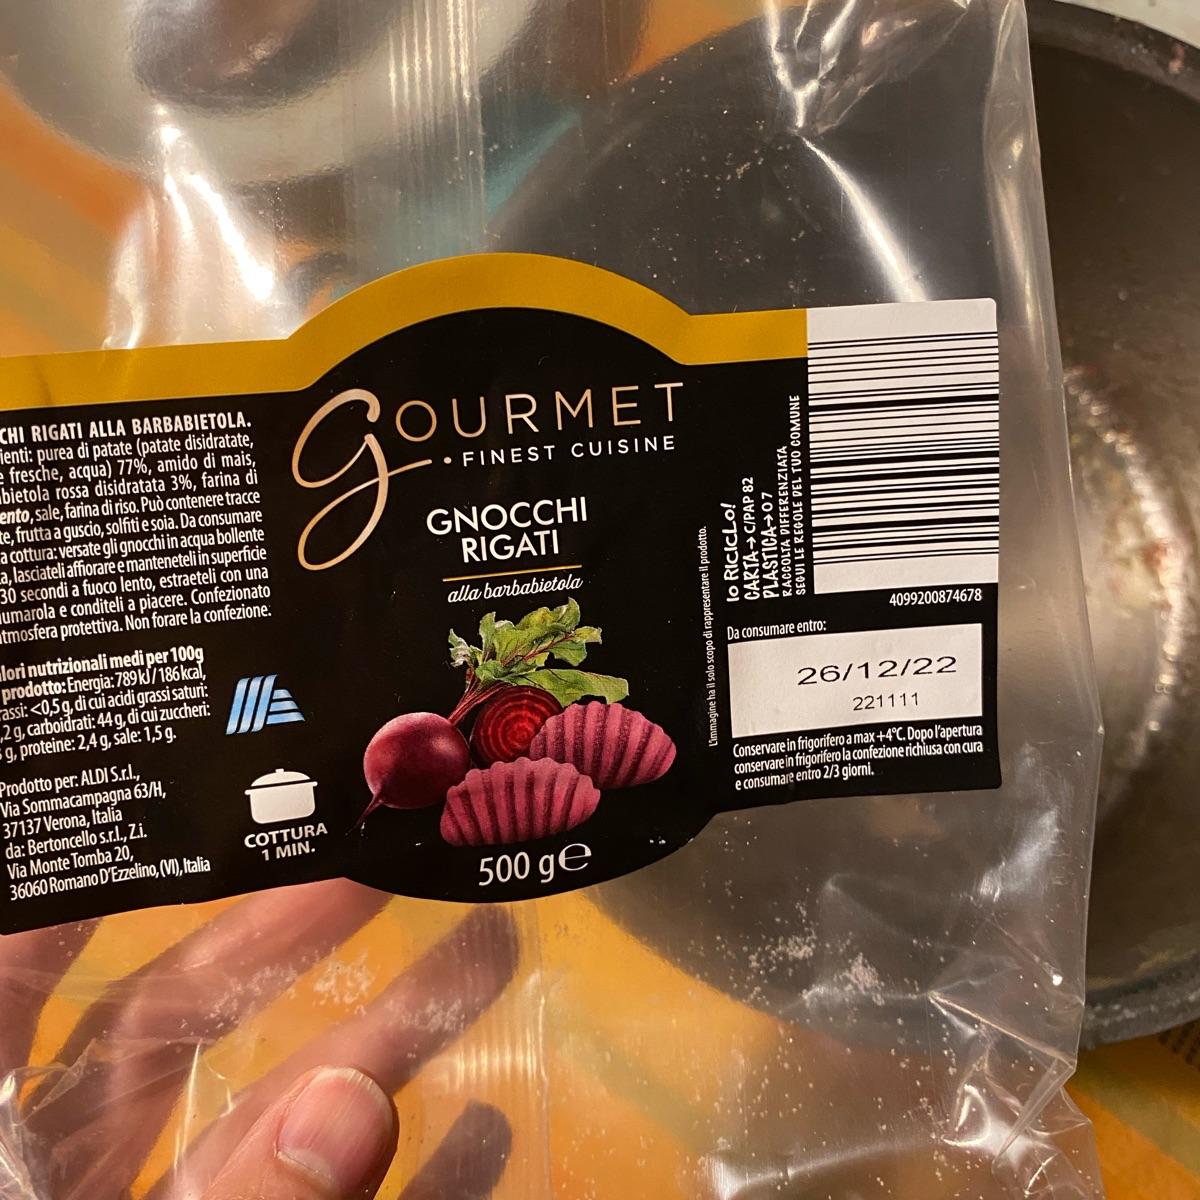 CHI RIGATI ALLA BARBABIETOLA.
ienti: purea di patate (patate disidratate,
e fresche, acqua) 77%, amido di mais,
bietola rossa disidratata 3%, farina di
ento, sale, farina di riso. Può contenere tracce
te, frutta a guscio, solfiti e soia. Da consumare
a cottura: versate gli gnocchi in acqua bollente
a, lasciateli affiorare e manteneteli in superficie
30 secondi a fuoco lento, estraeteli con una
umarola e conditeli a piacere. Confezionato
tmosfera protettiva. Non forare la confezione.
lori nutrizionali medi per 100g
prodotto: Energia: 789 kJ / 186 kcal,
assi: <0,5 g, di cui acidi grassi saturi:
,2 g, carboidrati: 44 g, di cui zuccheri:
g, proteine: 2,4 g, sale: 1,5 g.
Prodotto per: ALDI S.r.l.,
Via Sommacampagna 63/H,
37137 Verona, Italia
da: Bertoncello s.r.l., Z.i.
Via Monte Tomba 20,
36060 Romano D'Ezzelino, (VI), Italia
COTTURA
1 MIN.
GOURMET
• FINEST CUISINE
GNOCCHI
RIGATI
alla barbabietola
500 g e
L'immagine ha il solo scopo di rappresentare il prodotto.
Io RiCiCLo!
CARTA→C/PAP 82
PLASTICA→07
RACCOLTA DIFFERENZIATA
SEGUI LE REGOLE DEL TUO COMUNE
4099200874678
Da consumare entro:
26/12/22
221111
Conservare in frigorifero a max +4°C. Dopo l'apertura
conservare in frigorifero la confezione richiusa con cura
e consumare entro 2/3 giorni.